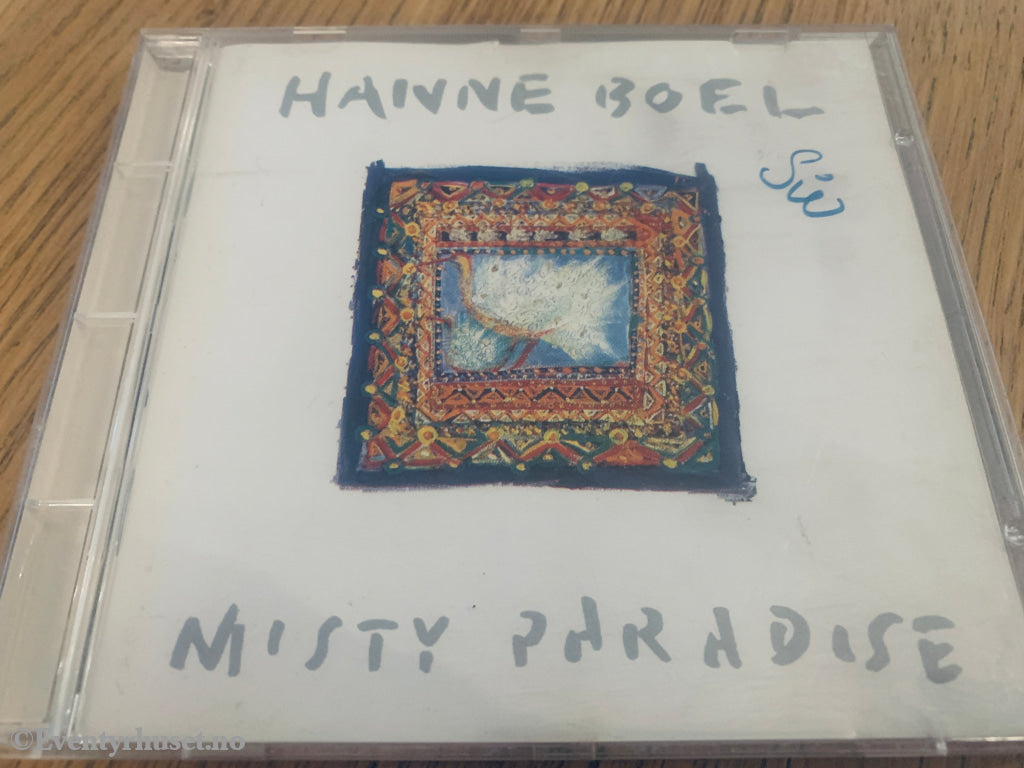 HANNE BOEL
Siw
MISTY PARADISE
©Eventyrhuset.no